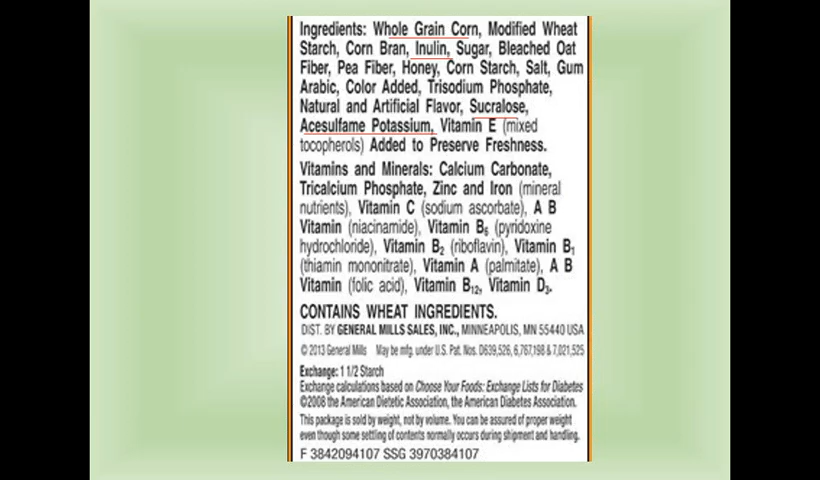 Ingredients: Whole Grain Corn, Modified Wheat
Starch, Corn Bran, Inulin, Sugar, Bleached Oat
Fiber, Pea Fiber, Honey, Corn Starch, Salt, Gum
Arabic, Color Added, Trisodium Phosphate,
Natural and Artificial Flavor, Sucralose,
Acesulfame Potassium, Vitamin E (mixed
tocopherols) Added to Preserve Freshness.
Vitamins and Minerals: Calcium Carbonate,
Tricalcium Phosphate, Zinc and Iron (mineral
nutrients), Vitamin C (sodium ascorbate), A B
Vitamin (niacinamide), Vitamin B6 (pyridoxine
hydrochloride), Vitamin B2 (riboflavin), Vitamin B1
(thiamin mononitrate), Vitamin A (palmitate), A B
Vitamin (folic acid), Vitamin B12, Vitamin D3.
CONTAINS WHEAT INGREDIENTS.
DIST. BY GENERAL MILLS SALES, INC., MINNEAPOLIS, MN 55440 USA
© 2013 General Mills May be mfg. under U.S. Pat. Nos. D639,526, 6,767,198 & 7,021,525
Exchange: 1 1/2 Starch
Exchange calculations based on Choose Your Foods: Exchange Lists for Diabetes
©2008 the American Dietetic Association, the American Diabetes Association.
This package is sold by weight, not by volume. You can be assured of proper weight
even though some settling of contents normally occurs during shipment and handling.
F 3842094107 SSG 3970384107